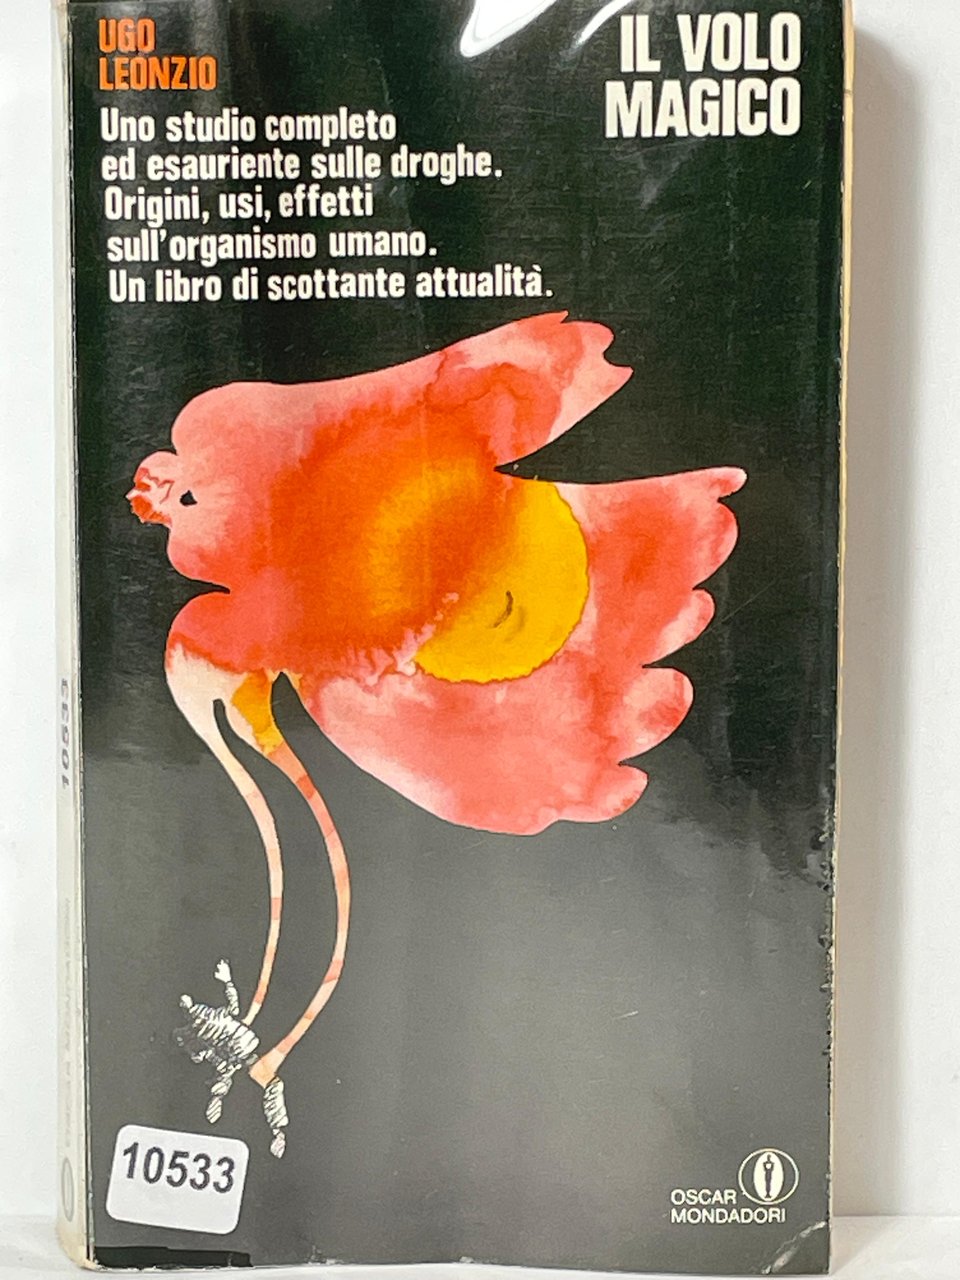 UGO
LEONZIO
IL VOLO
MAGICO
Uno studio completo
ed esauriente sulle droghe.
Origini, usi, effetti
sull'organismo umano.
Un libro di scottante attualità.
10533
10533
OSCAR
MONDADORI